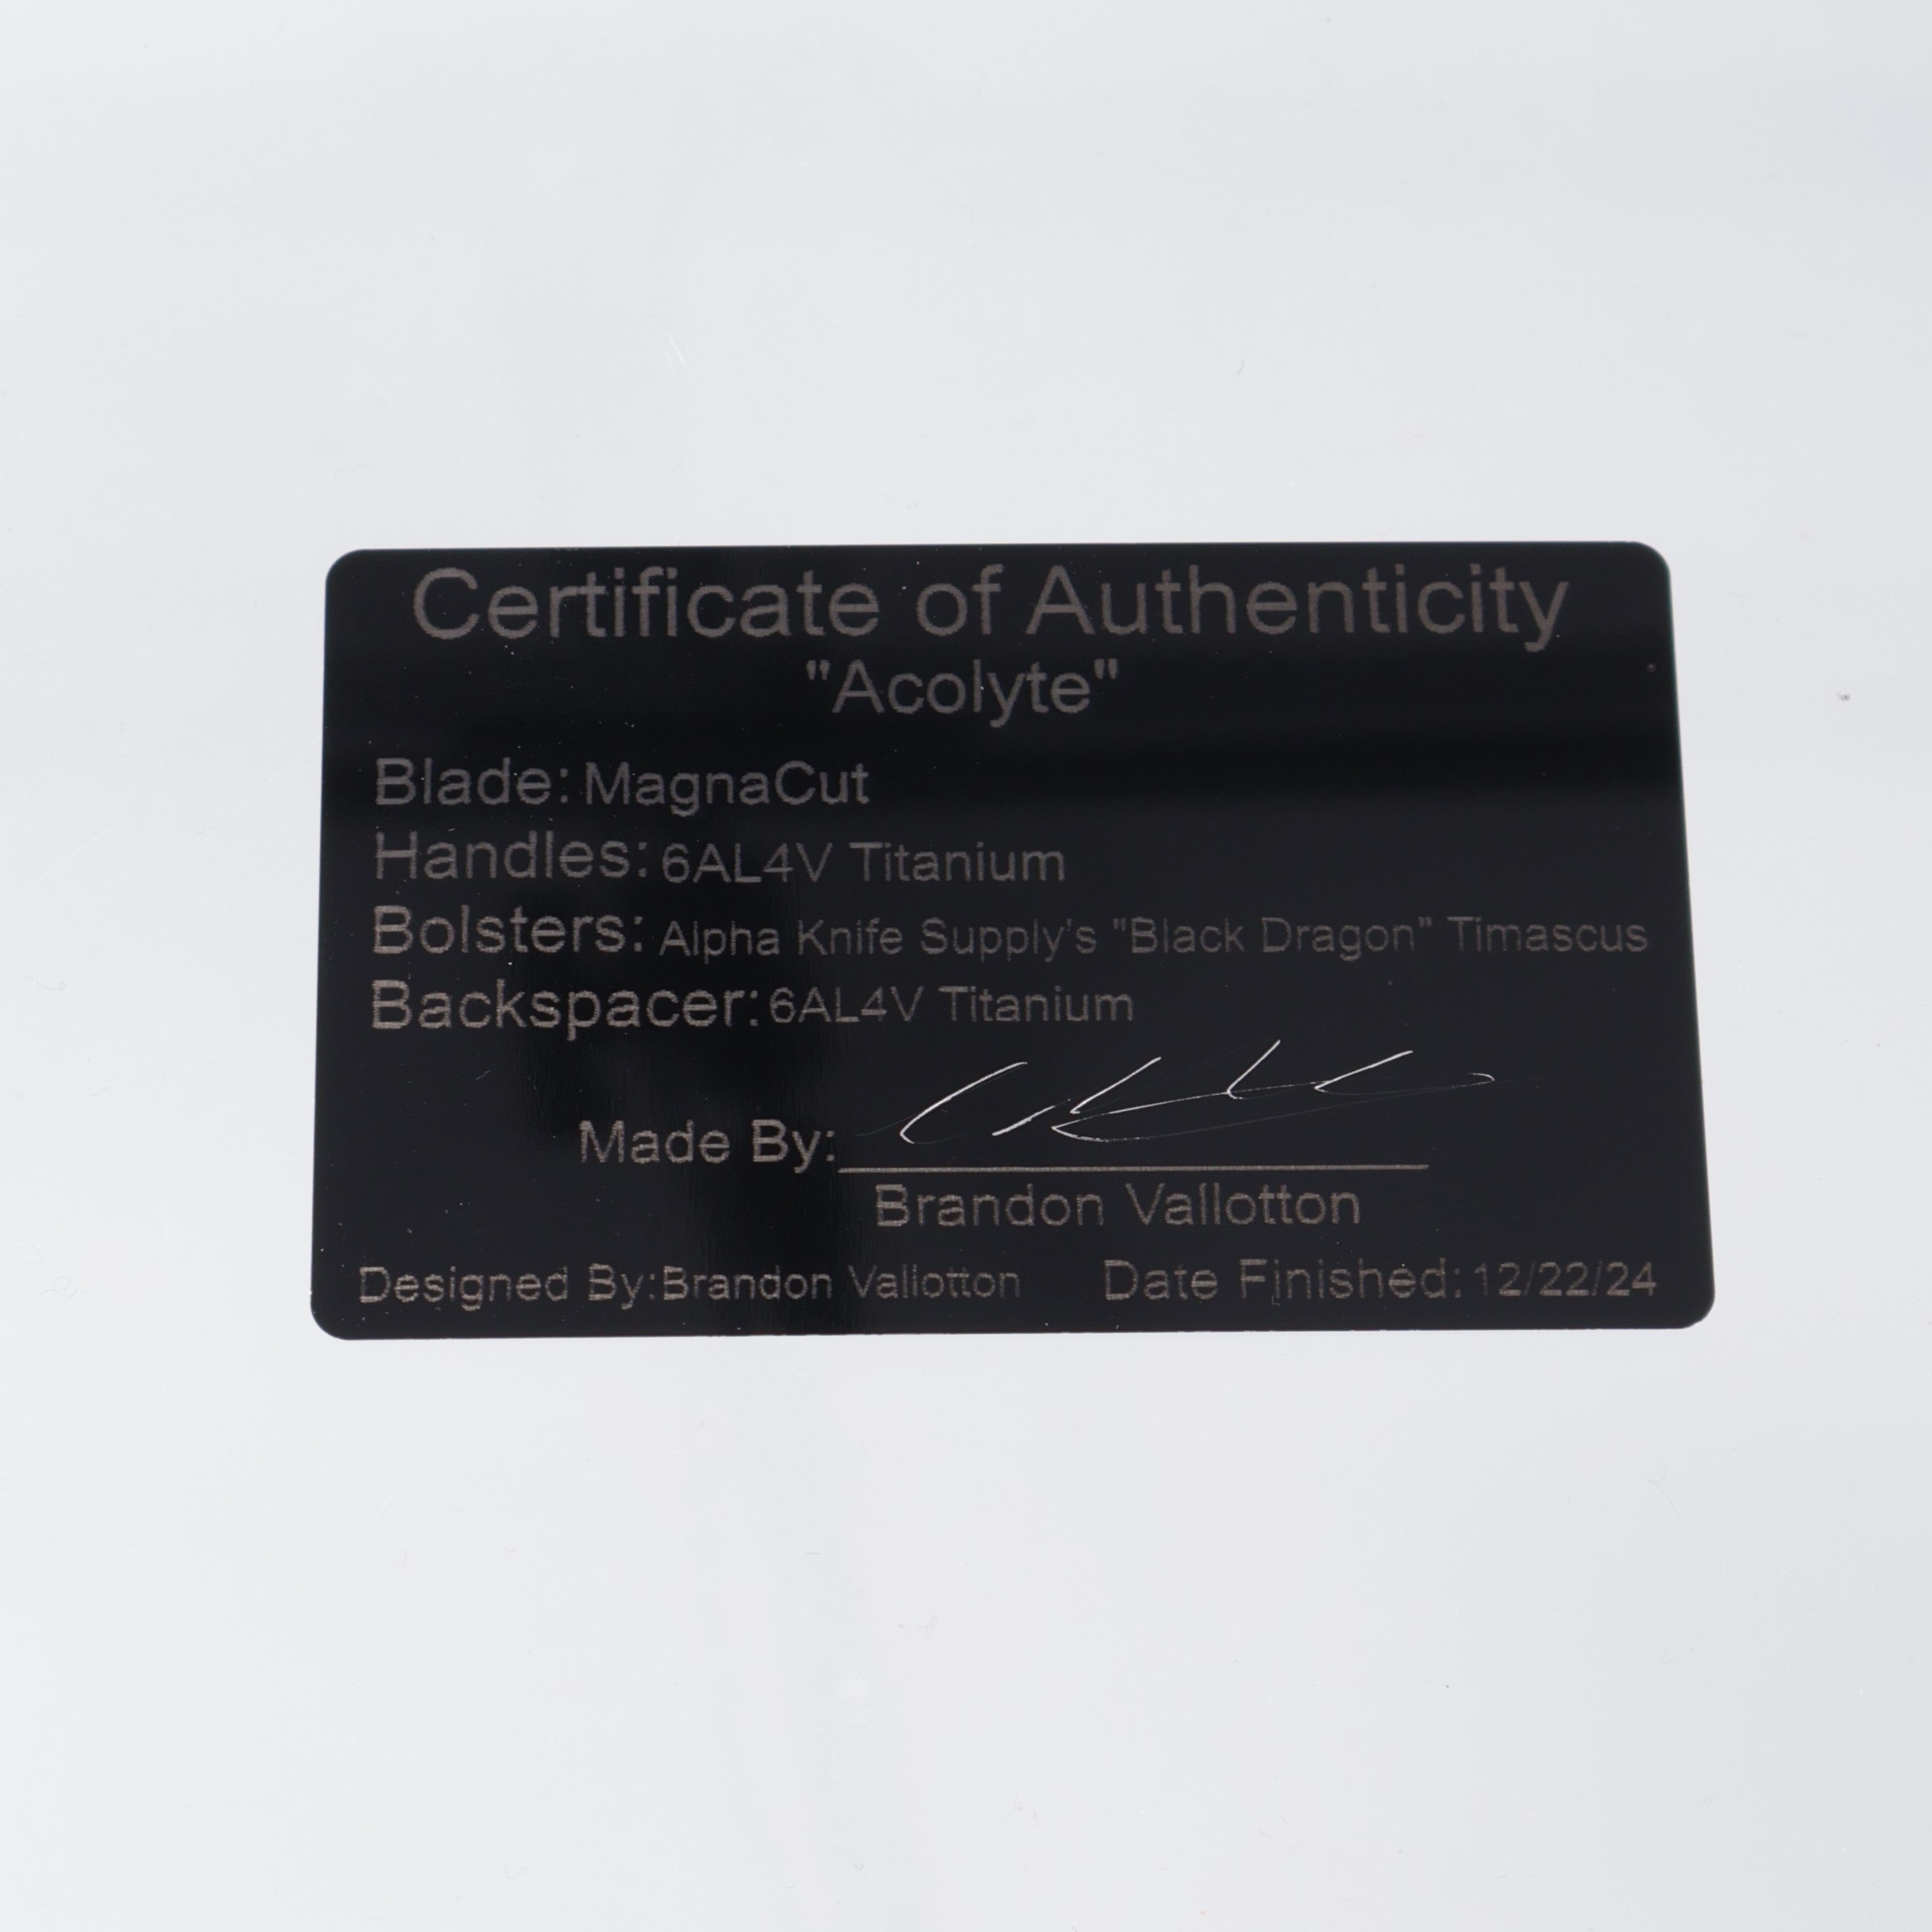 Certificate of Authenticity
"Acolyte"
Blade: MagnaCut
Handles: 6AL4V Titanium
Bolsters: Alpha Knife Supply's "Black Dragon" Timascus
Backspacer: 6AL4V Titanium
Made By:
Brandon Vallotton
Designed By: Brandon Vallotton Date Finished: 12/22/24